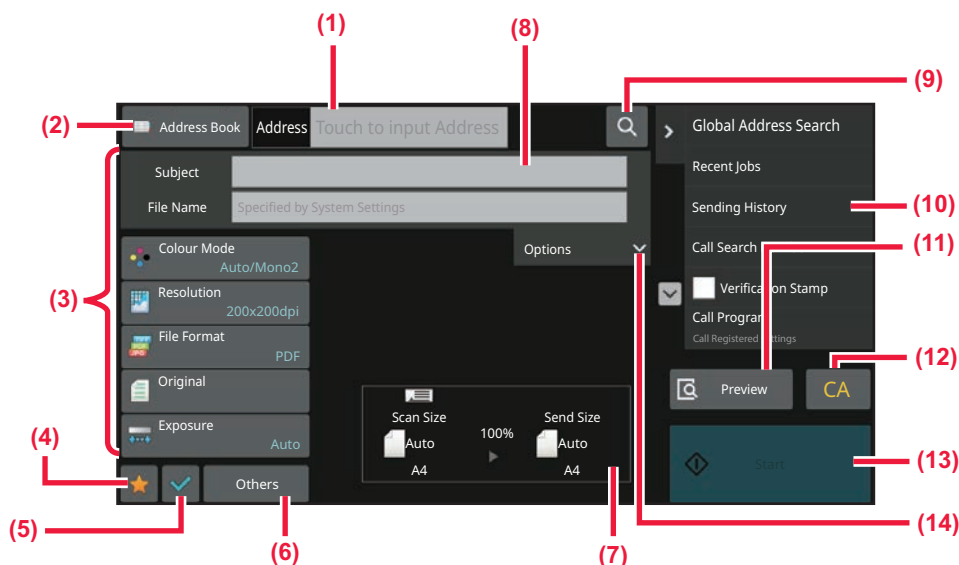 (1)
(8)
(9)
(2)
Address Book
Address
Touch to input Address
Global Address Search
Subject
Recent Jobs
File Name
Specified by System Settings
Sending History
(10)
Colour Mode
Auto/Mono2
Options
Call Search
(11)
(3)
Resolution
200x200dpi
Verification Stamp
File Format
PDF
Call Program
Call Registered Settings
(12)
Original
Preview
CA
Exposure
Auto
Scan Size
Auto
A4
100%
Send Size
Auto
A4
(4)
Start
(13)
Others
(5)
(6)
(7)
(14)